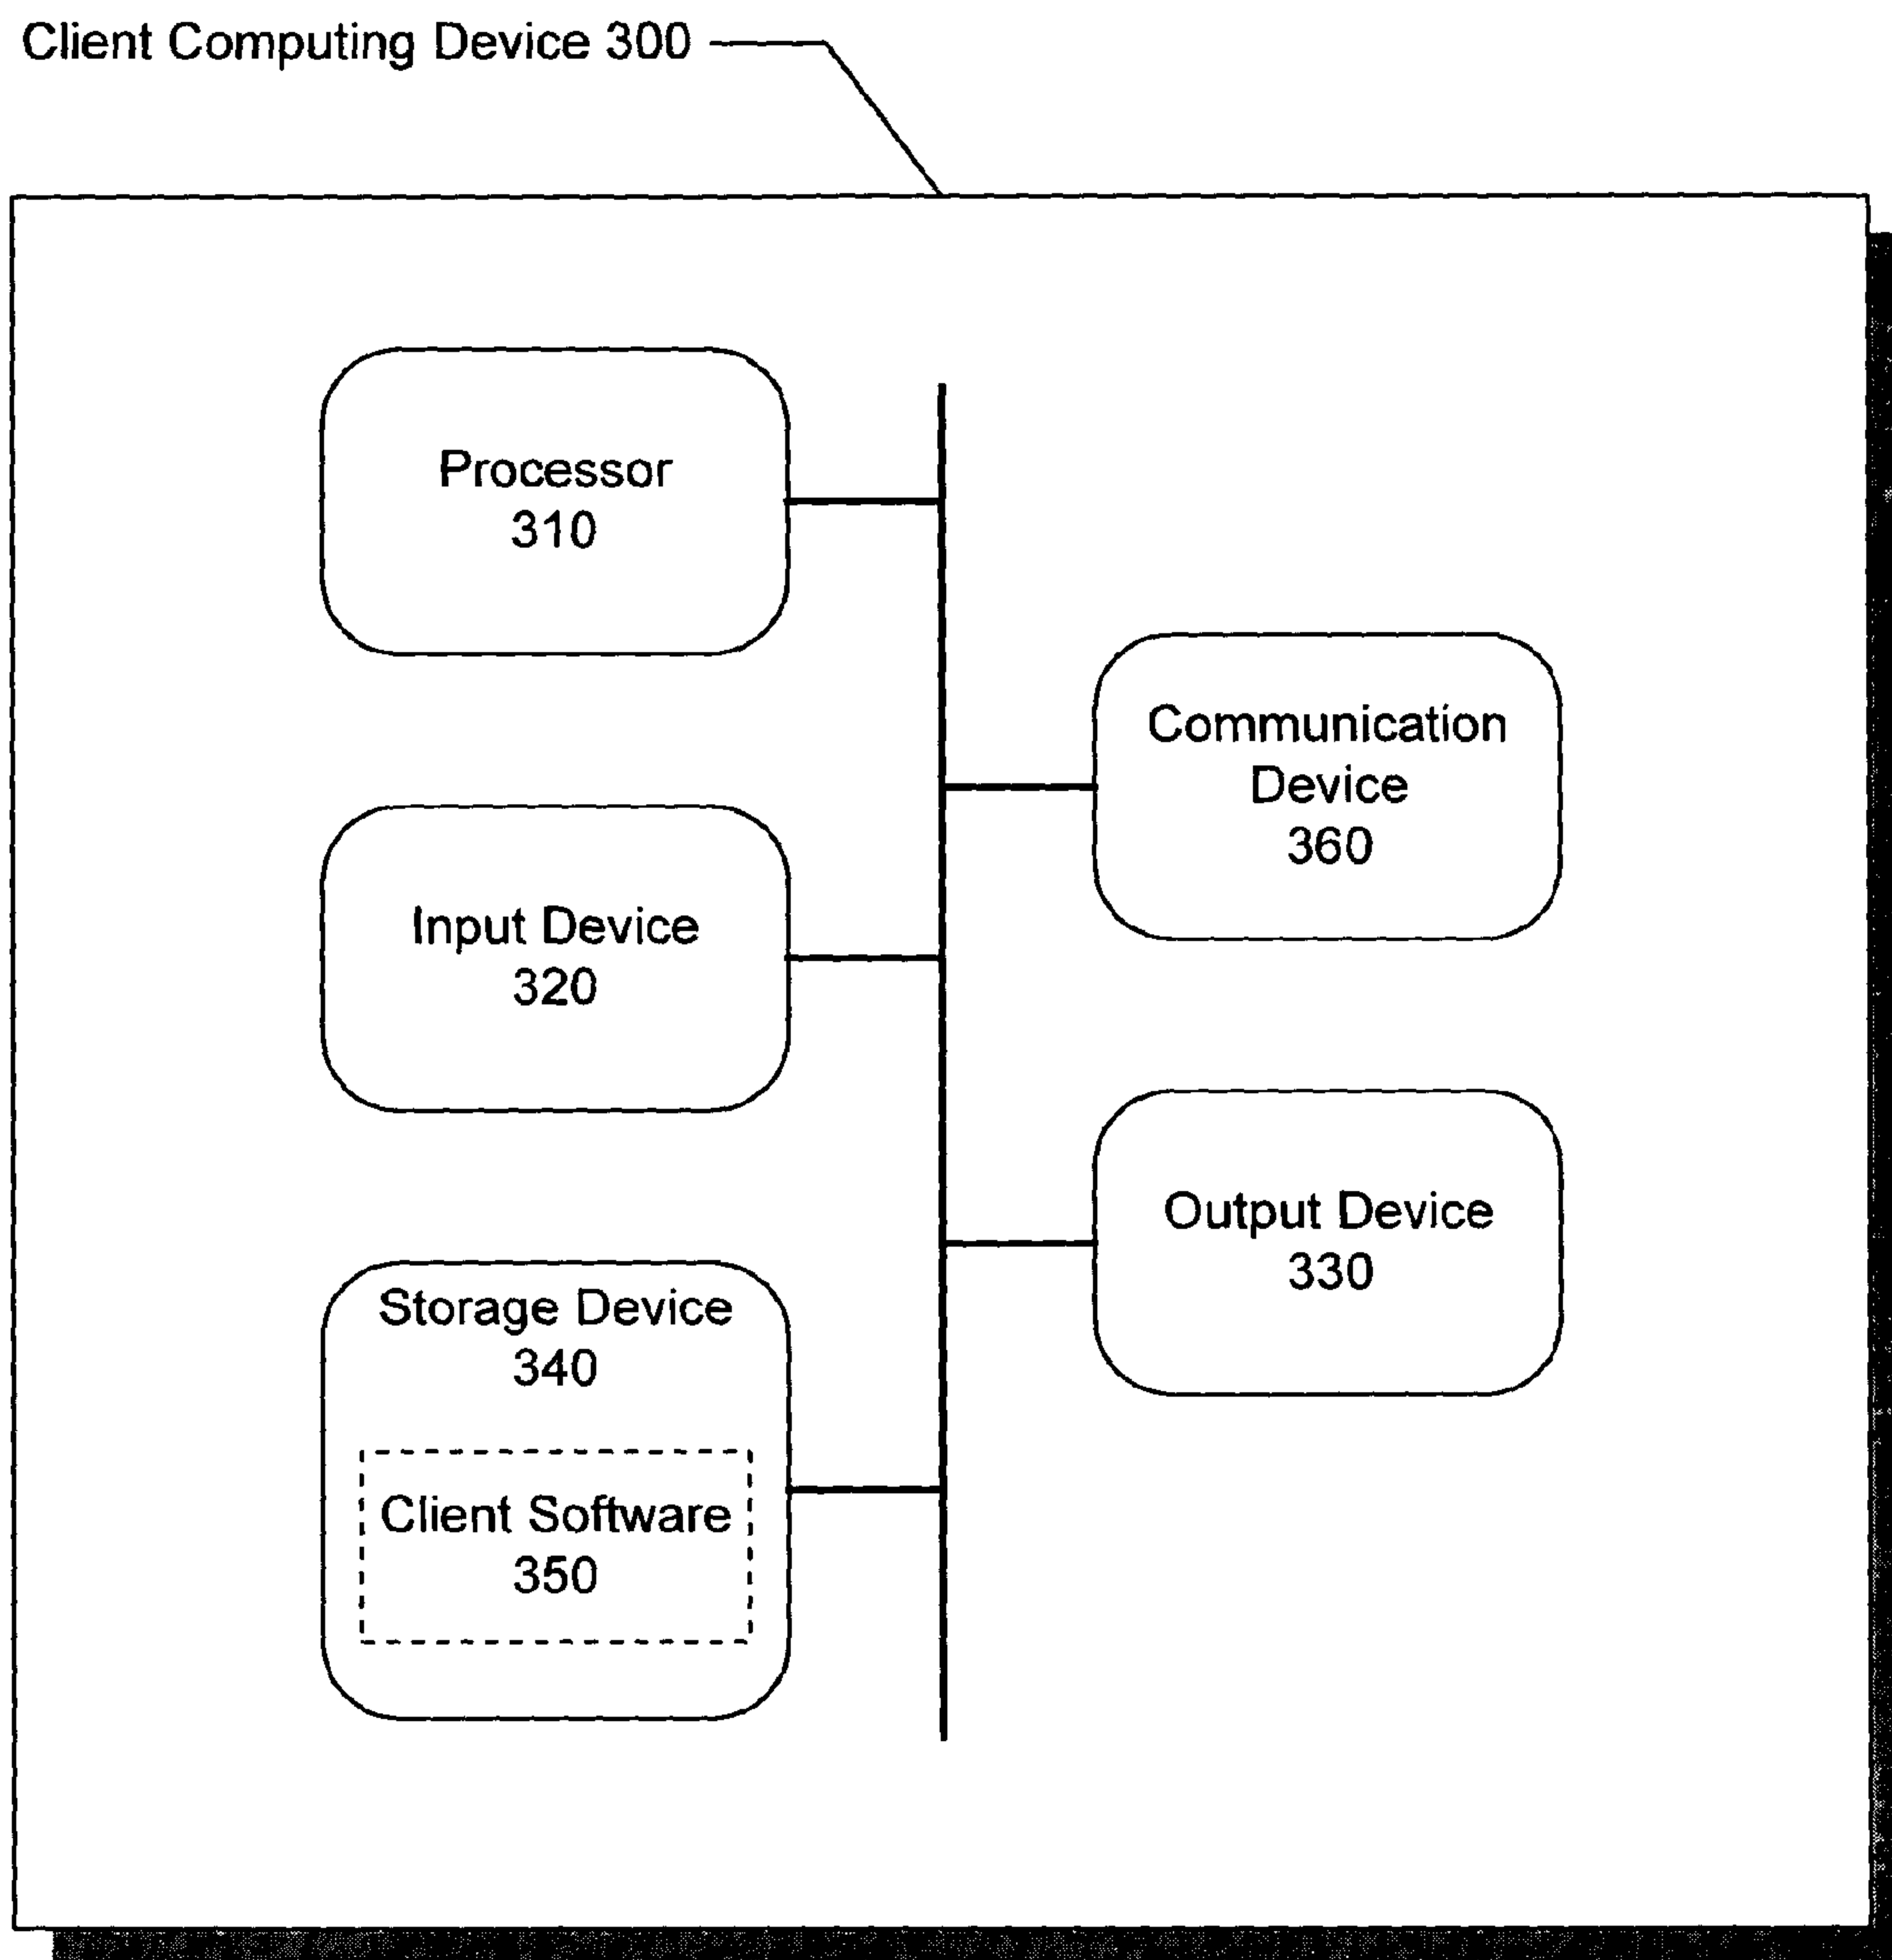 Client Computing Device 300
Processor
310
Communication
Device
360
Input Device
320
Output Device
330
Storage Device
340
Client Software
350